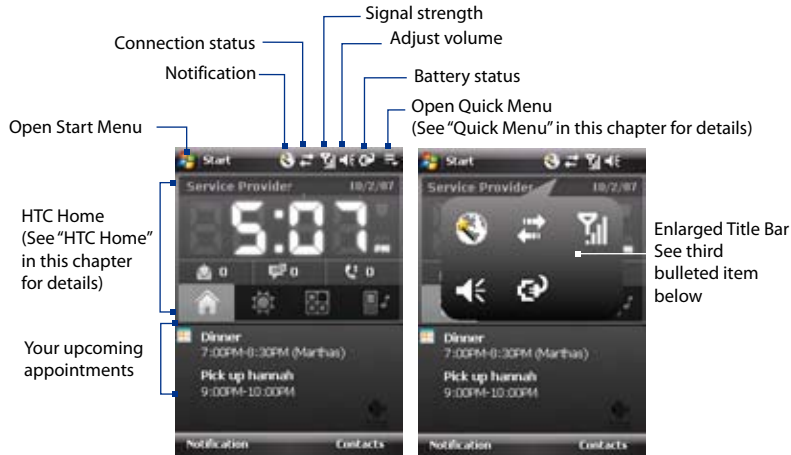 Signal strength
Connection status
Adjust volume
Notification
Battery status
Open Quick Menu
(See “Quick Menu” in this chapter for details)
Open Start Menu
HTC Home
(See “HTC Home”
in this chapter
for details)
Your upcoming
appointments
Start
Service Provider 10/2/07
5:07
0 0 0
Dinner
7:00PM-8:30PM (Marthas)
Pick up hannah
9:00PM-10:00PM
Notification Contacts
Start
Service Provider 10/2/07
Dinner
7:00PM-8:30PM (Marthas)
Pick up hannah
9:00PM-10:00PM
Notification Contacts
Enlarged Title Bar
See third
bulleted item
below